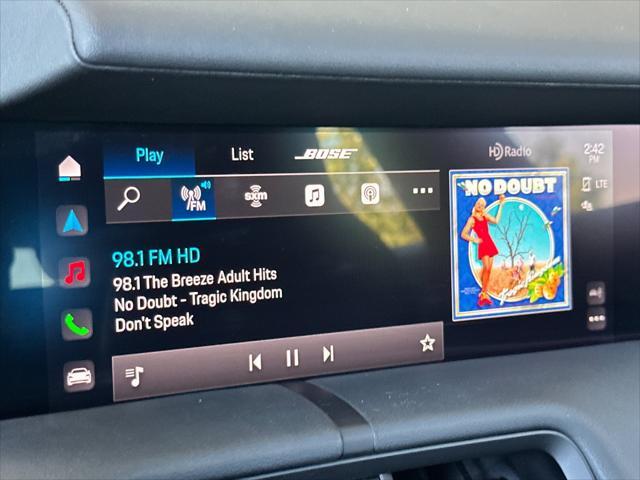 Play
List
BOSE
HD Radio
2:42
PM
/FM
sxm
LTE
98.1 FM HD
98.1 The Breeze Adult Hits
No Doubt - Tragic Kingdom
Don't Speak
NO DOUBT